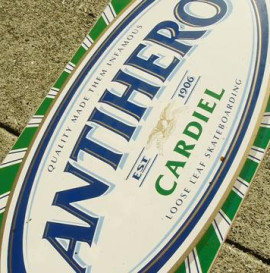 QUALITY MADE THEM INFAMOUS
ANTIHERO
EST 1906
CARDIEL
LOOSE LEAF SKATEBOARDING